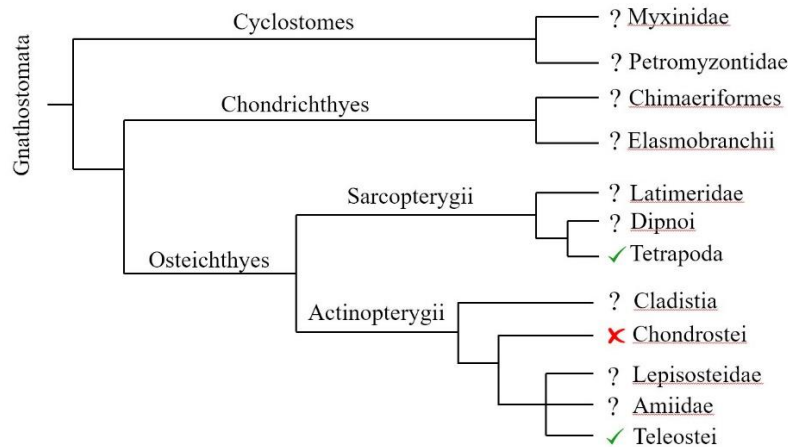 Cyclostomes
? Myxinidae
? Petromyzontidae
Gnathostomata
Chondrichthyes
? Chimaeriformes
? Elasmobranchii
Sarcopterygii
? Latimeridae
? Dipnoi
Tetrapoda
Osteichthyes
Actinopterygii
? Cladistia
Chondrostei
? Lepisosteidae
? Amiidae
Teleostei